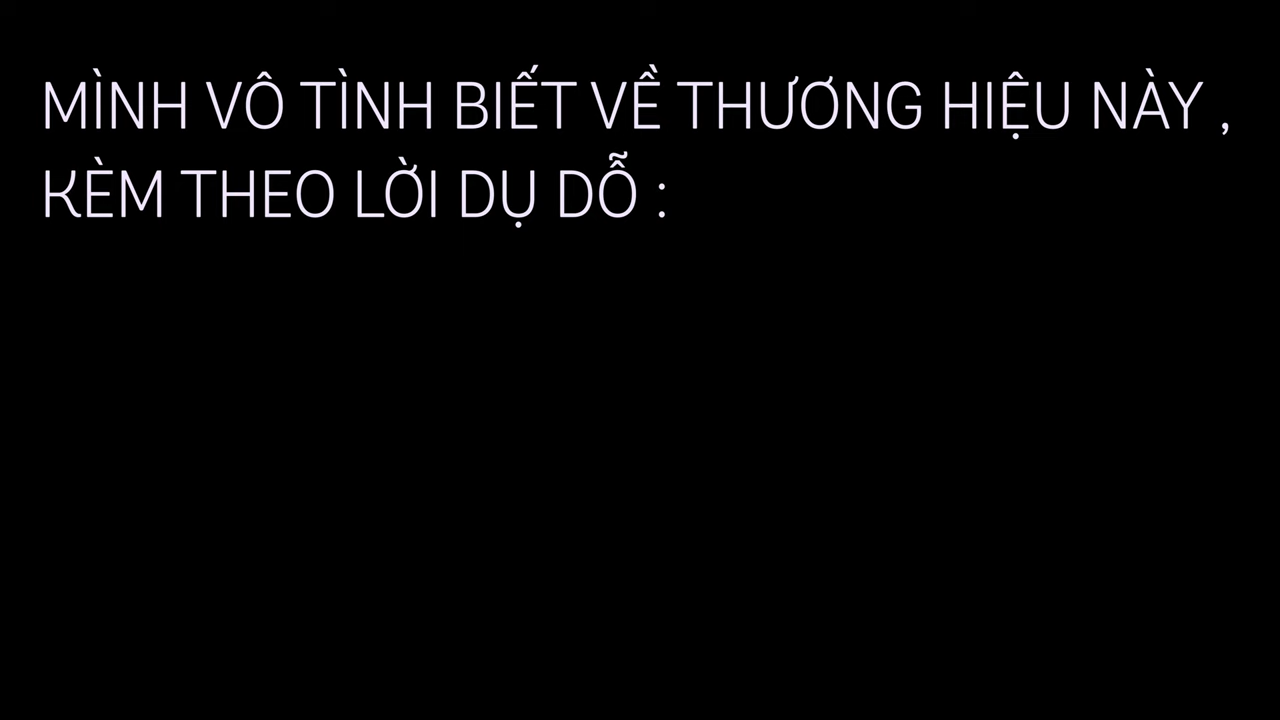 MÌNH VÔ TÌNH BIẾT VỀ THƯƠNG HIỆU NÀY ,
KÈM THEO LỜI DỤ DỖ :